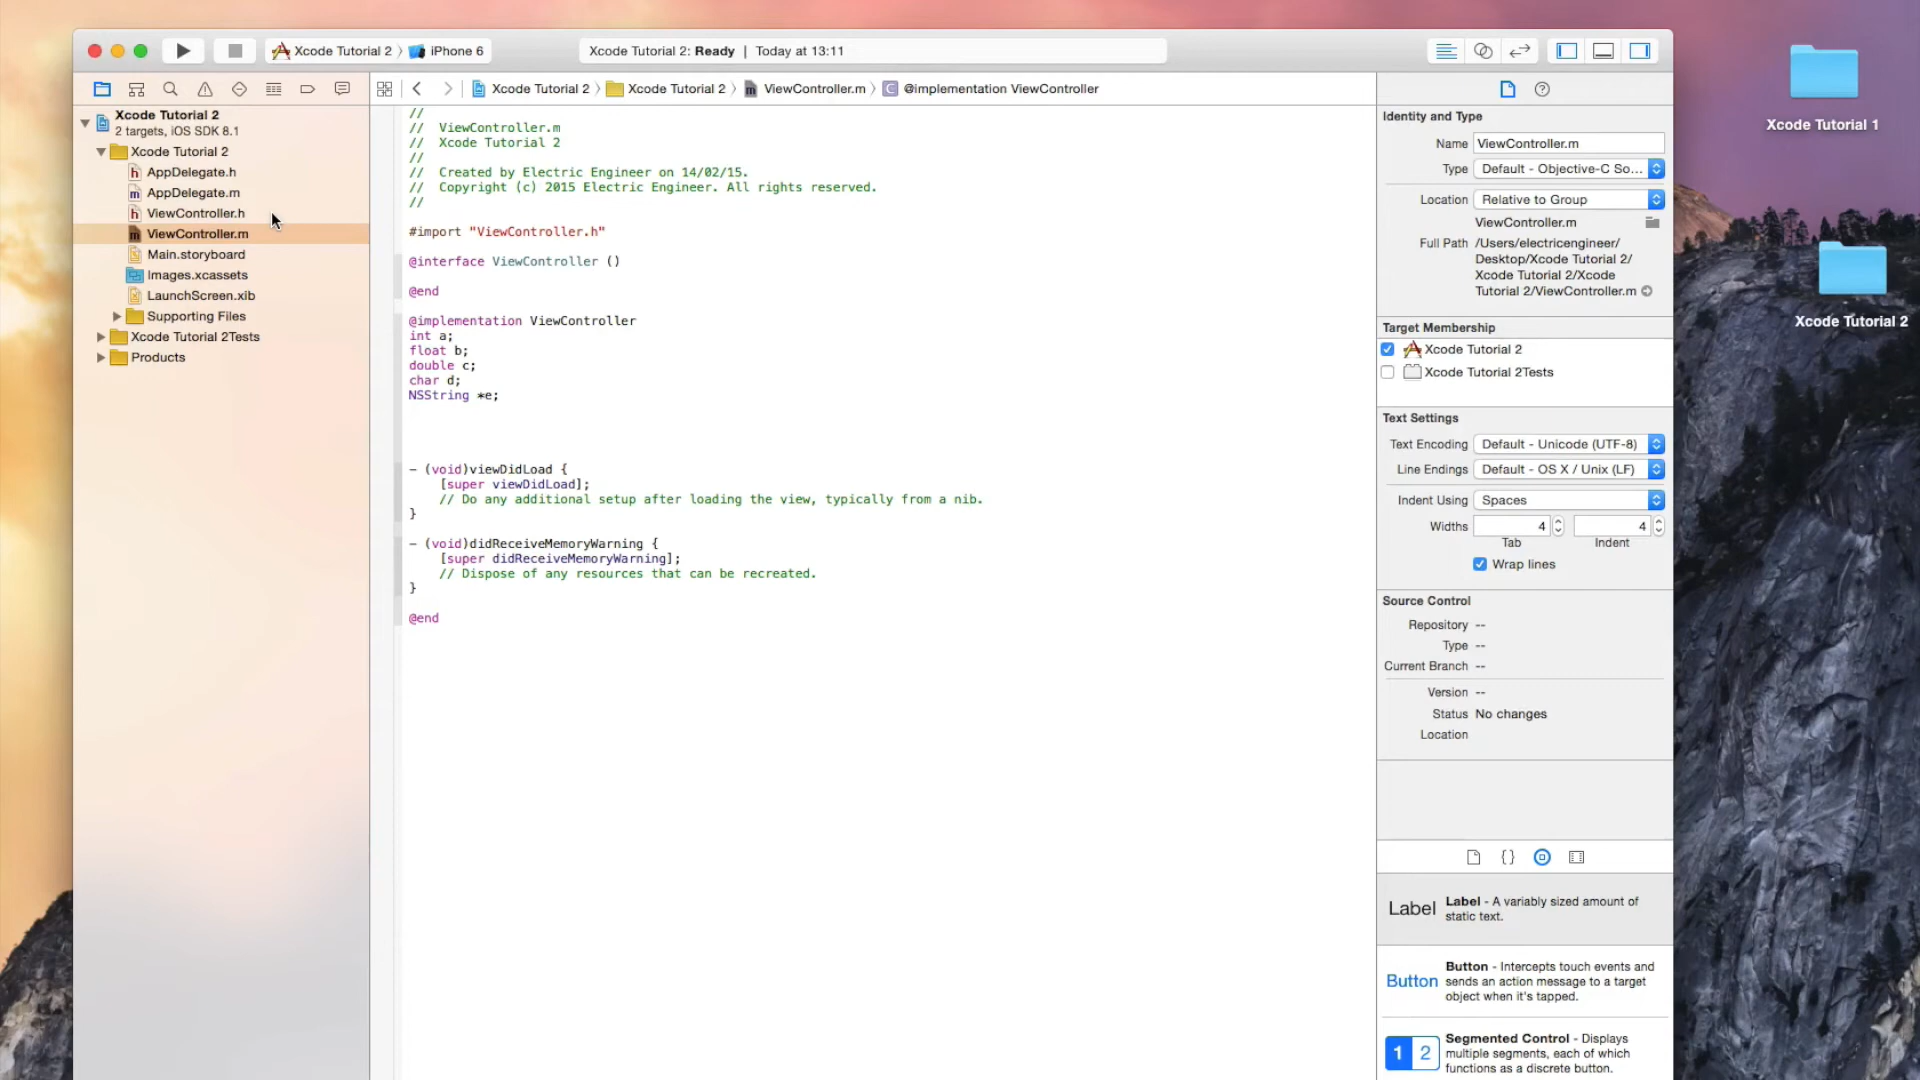 Xcode Tutorial 2 〉 iPhone 6
Xcode Tutorial 2: Ready | Today at 13:11
Xcode Tutorial 2 〉 Xcode Tutorial 2 〉 ViewController.m 〉 C @implementation ViewController
Xcode Tutorial 2
2 targets, iOS SDK 8.1
Xcode Tutorial 2
h AppDelegate.h
m AppDelegate.m
h ViewController.h
m ViewController.m
Main.storyboard
Images.xcassets
LaunchScreen.xib
Supporting Files
Xcode Tutorial 2Tests
Products
//
//  ViewController.m
//  Xcode Tutorial 2
//
//  Created by Electric Engineer on 14/02/15.
//  Copyright (c) 2015 Electric Engineer. All rights reserved.
//
#import "ViewController.h"
@interface ViewController ()
@end
@implementation ViewController
int a;
float b;
double c;
char d;
NSString *e;
- (void)viewDidLoad {
[super viewDidLoad];
// Do any additional setup after loading the view, typically from a nib.
}
- (void)didReceiveMemoryWarning {
[super didReceiveMemoryWarning];
// Dispose of any resources that can be recreated.
}
@end
Identity and Type
Name ViewController.m
Type Default - Objective-C So...
Location Relative to Group
ViewController.m
Full Path /Users/electricengineer/
Desktop/Xcode Tutorial 2/
Xcode Tutorial 2/Xcode
Tutorial 2/ViewController.m
Target Membership
Xcode Tutorial 2
Xcode Tutorial 2Tests
Text Settings
Text Encoding Default - Unicode (UTF-8)
Line Endings Default - OS X / Unix (LF)
Indent Using Spaces
Widths 4 4
Tab Indent
Wrap lines
Source Control
Repository --
Type --
Current Branch --
Version --
Status No changes
Location
Label Label - A variably sized amount of
static text.
Button Button - Intercepts touch events and
sends an action message to a target
object when it's tapped.
1 2 Segmented Control - Displays
multiple segments, each of which
functions as a discrete button.
Xcode Tutorial 1
Xcode Tutorial 2